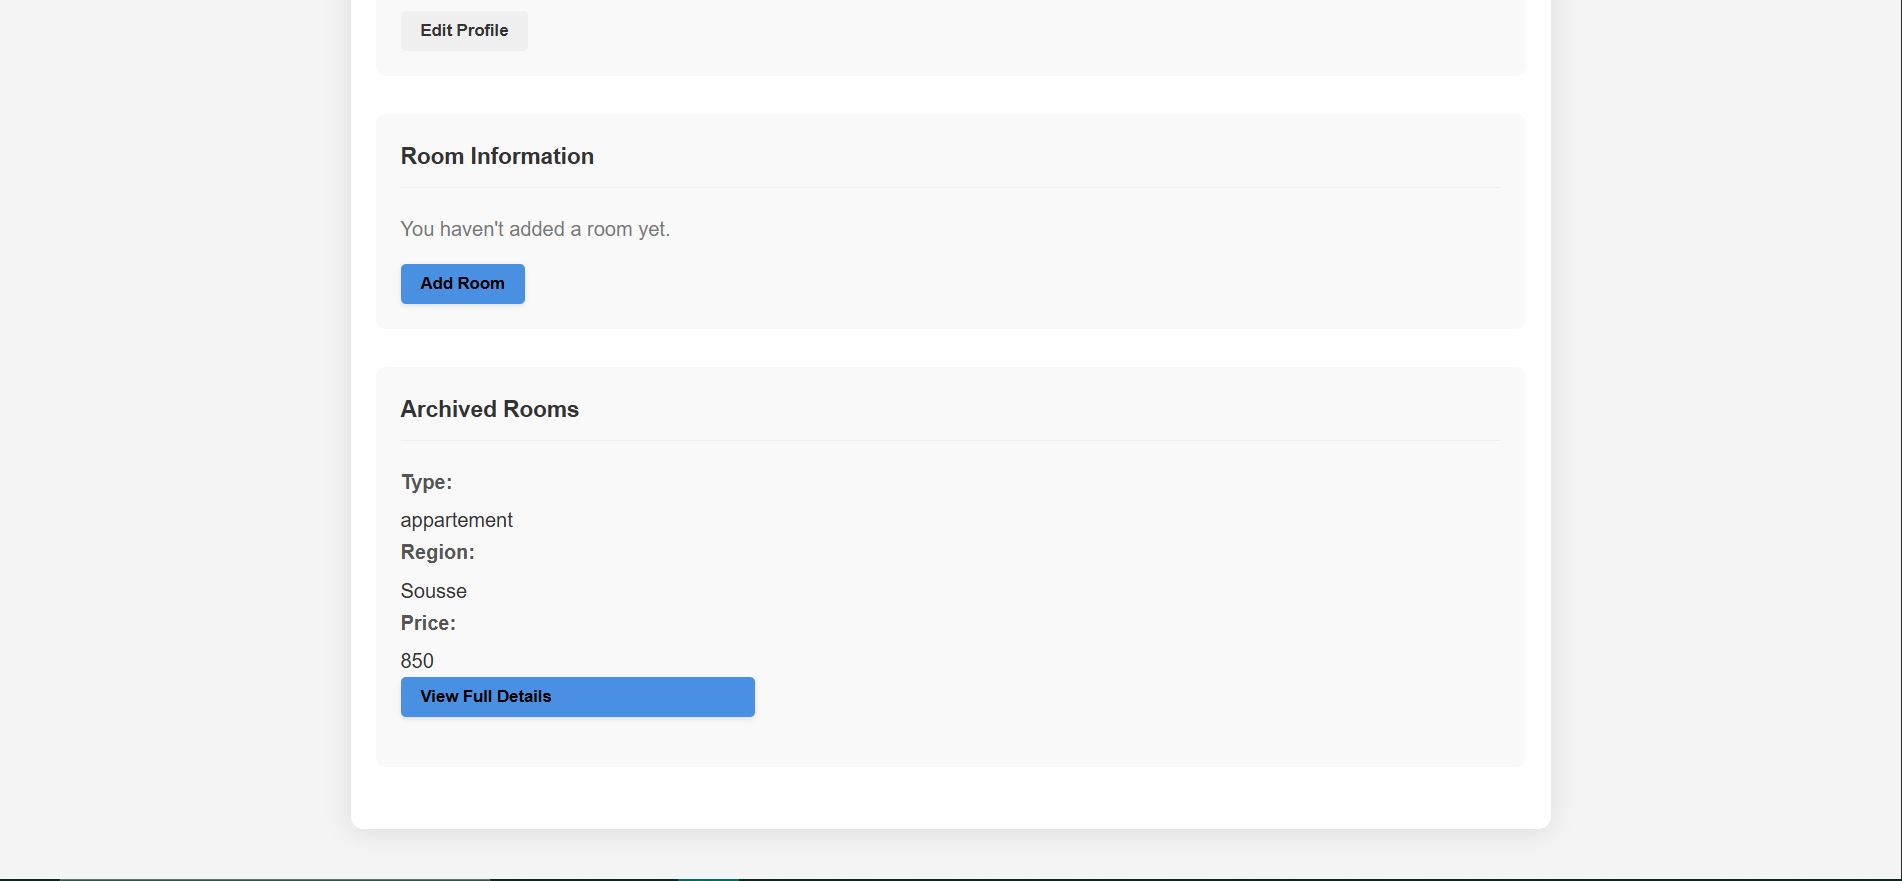 Edit Profile
Room Information
You haven't added a room yet.
Add Room
Archived Rooms
Type:
appartement
Region:
Sousse
Price:
850
View Full Details